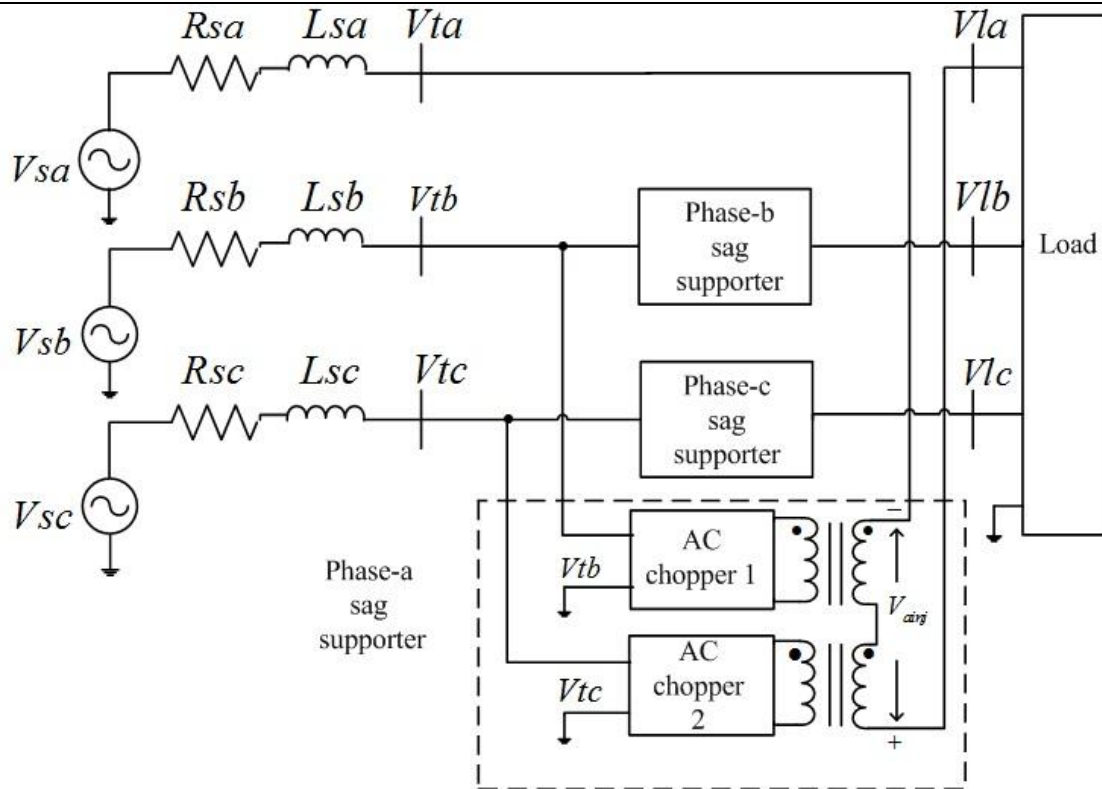 Rsa Lsa Vta Vla
Vsa
Rsb Lsb Vtb Vlb
Phase-b
sag
supporter
Load
Vsb
Rsc Lsc Vtc Vlc
Phase-c
sag
supporter
Vsc
Phase-a
sag
supporter
Vtb
AC
chopper 1
−
Vainj
Vtc
AC
chopper
2
+